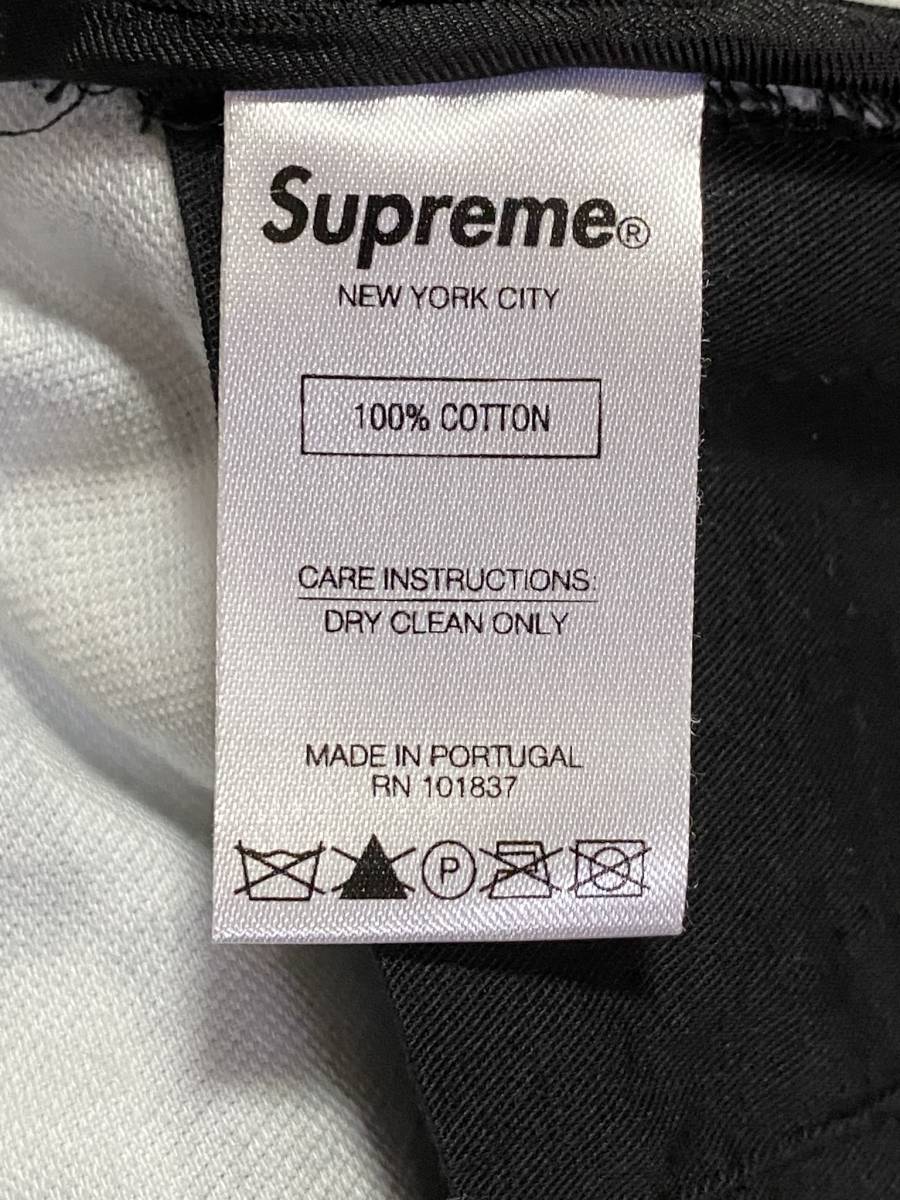 Supreme®
NEW YORK CITY
100% COTTON
CARE INSTRUCTIONS:
DRY CLEAN ONLY
MADE IN PORTUGAL
RN 101837
P